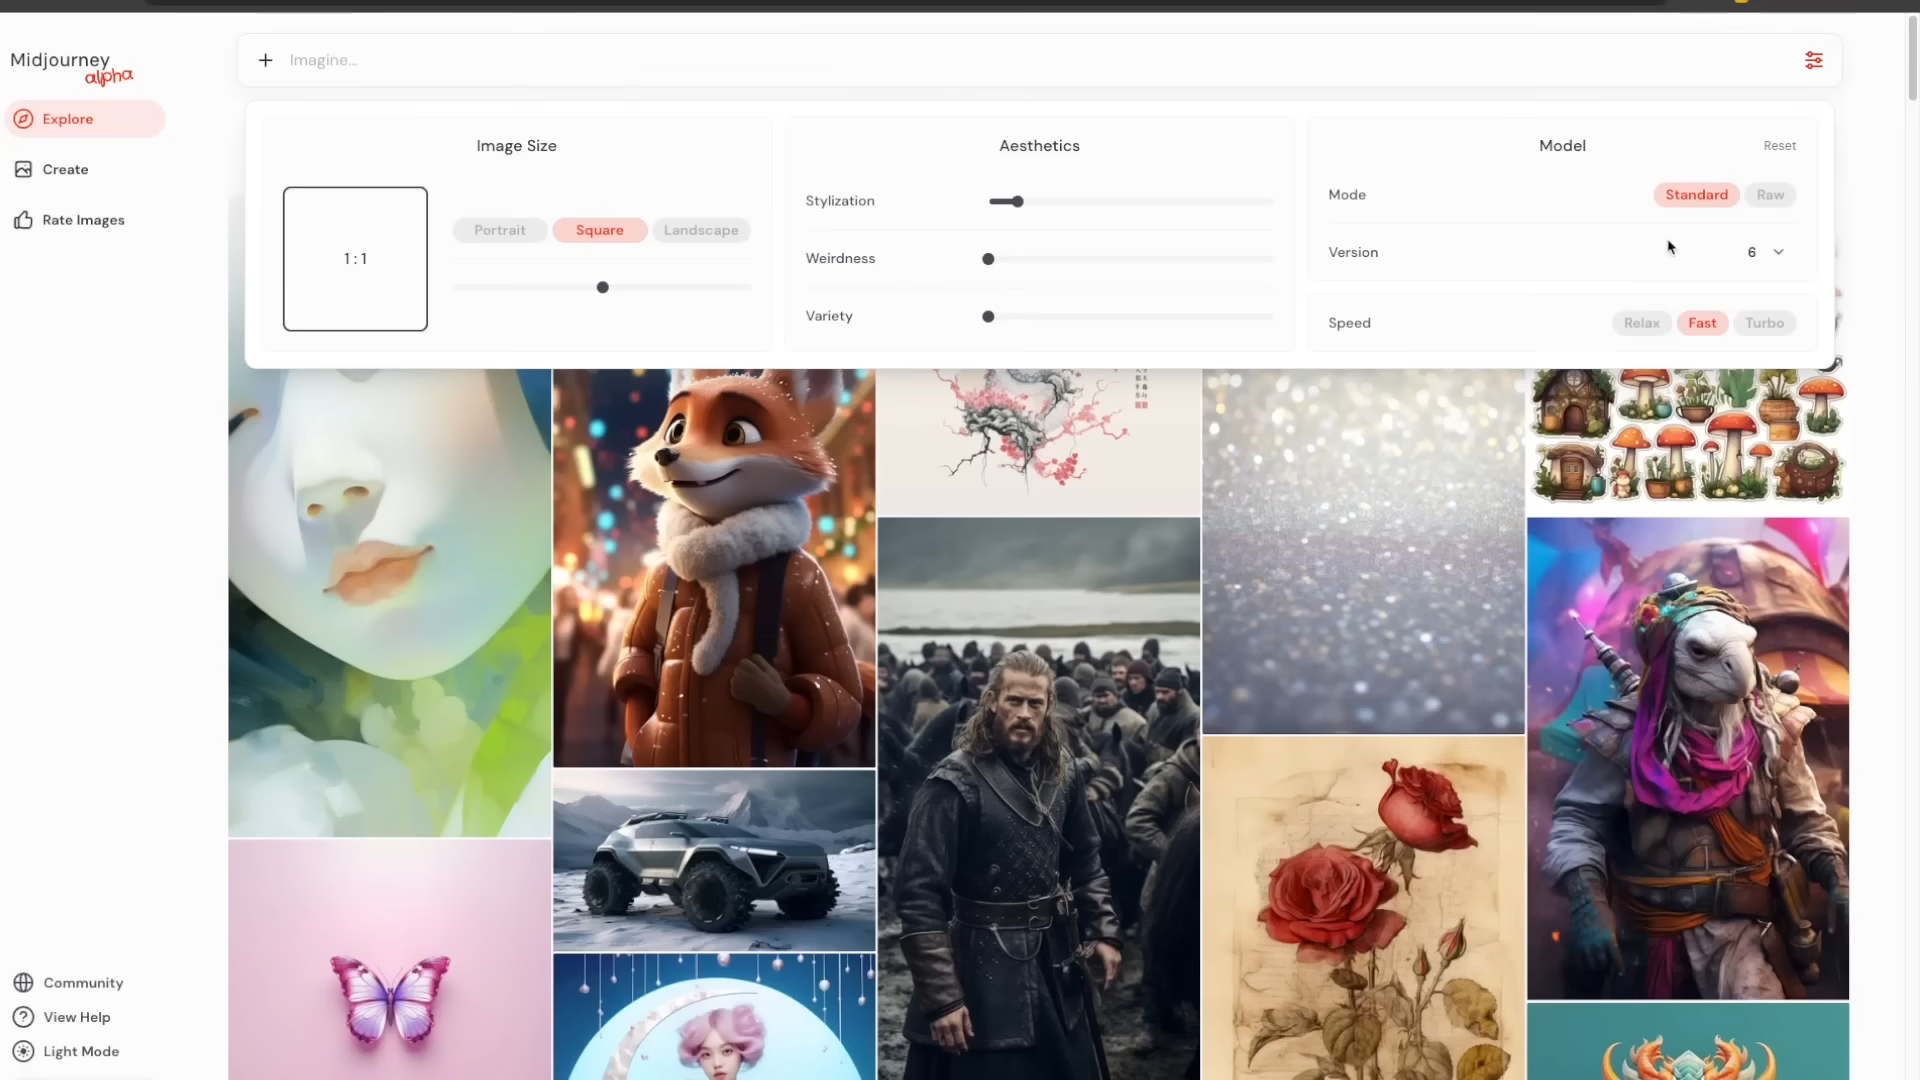 Midjourney
alpha
Imagine...
Explore
Create
Rate Images
Image Size
1 : 1
Portrait
Square
Landscape
Aesthetics
Stylization
Weirdness
Variety
Model
Reset
Mode
Standard
Raw
Version
6
Speed
Relax
Fast
Turbo
Community
View Help
Light Mode